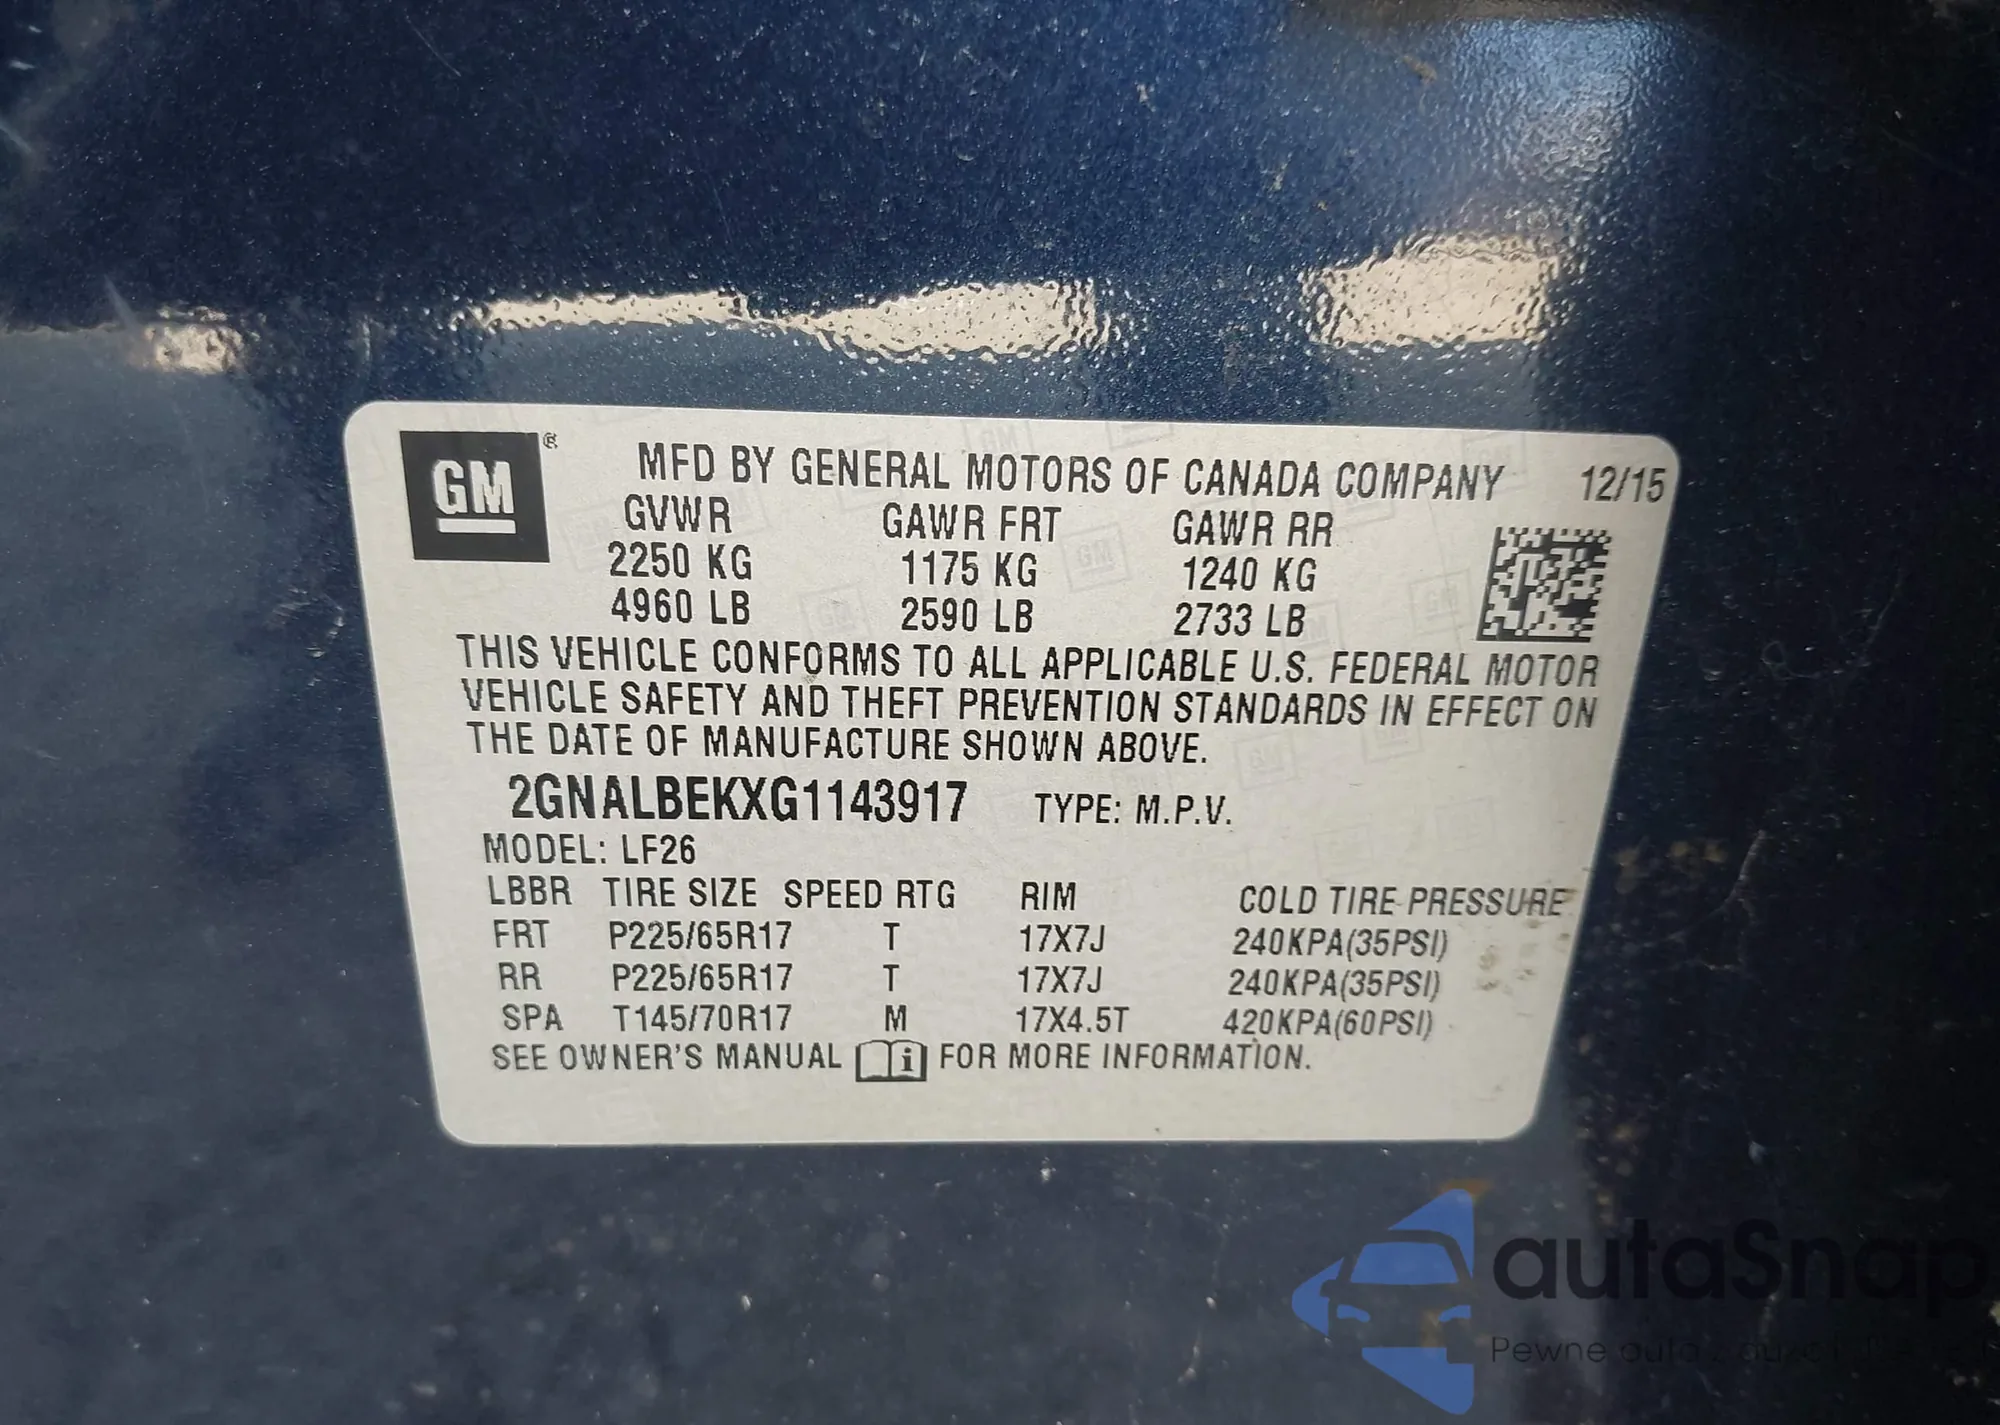 GM ®
MFD BY GENERAL MOTORS OF CANADA COMPANY 12/15
GVWR GAWR FRT GAWR RR
2250 KG 1175 KG 1240 KG
4960 LB 2590 LB 2733 LB
THIS VEHICLE CONFORMS TO ALL APPLICABLE U.S. FEDERAL MOTOR
VEHICLE SAFETY AND THEFT PREVENTION STANDARDS IN EFFECT ON
THE DATE OF MANUFACTURE SHOWN ABOVE.
2GNALBEKXG1143917 TYPE: M.P.V.
MODEL: LF26
LBBR TIRE SIZE SPEED RTG RIM COLD TIRE PRESSURE
FRT P225/65R17 T 17X7J 240KPA(35PSI)
RR P225/65R17 T 17X7J 240KPA(35PSI)
SPA T145/70R17 M 17X4.5T 420KPA(60PSI)
SEE OWNER'S MANUAL i FOR MORE INFORMATION.
autaSnap
Pewne auto z